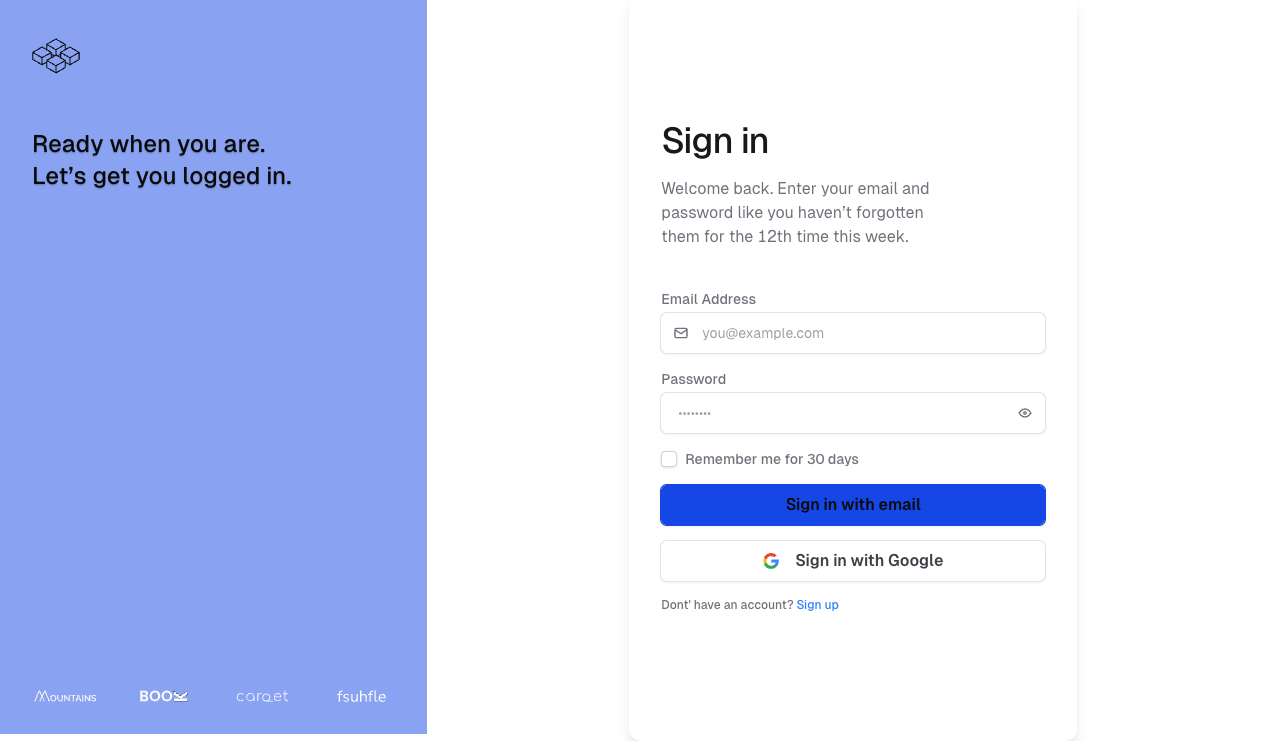 Ready when you are.
Let’s get you logged in.
MOUNTAINS
BOOK
caraet
fsuhfle
Sign in
Welcome back. Enter your email and
password like you haven’t forgotten
them for the 12th time this week.
Email Address
you@example.com
Password
••••••••
Remember me for 30 days
Sign in with email
Sign in with Google
Dont' have an account? Sign up